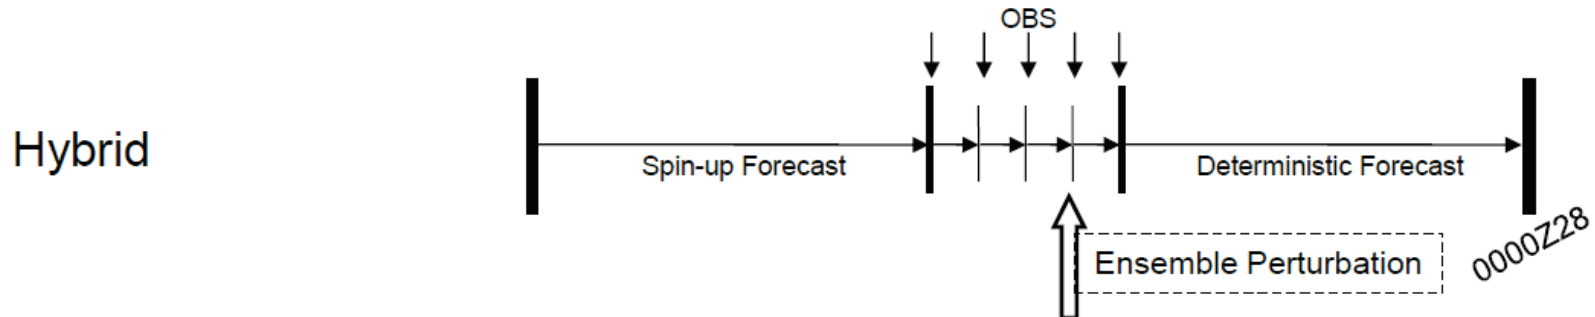 OBS
Hybrid
Spin-up Forecast
Deterministic Forecast
Ensemble Perturbation
0000Z28